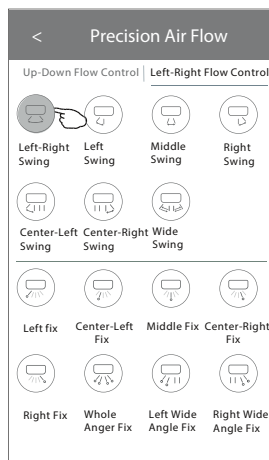 < Precision Air Flow
Up-Down Flow Control Left-Right Flow Control
Left-Right Left Middle Right
Swing Swing Swing Swing
Center-Left Center-Right Wide
Swing Swing Swing
Left fix Center-Left Middle Fix Center-Right
Fix Fix
Right Fix Whole Left Wide Right Wide
Anger Fix Angle Fix Angle Fix